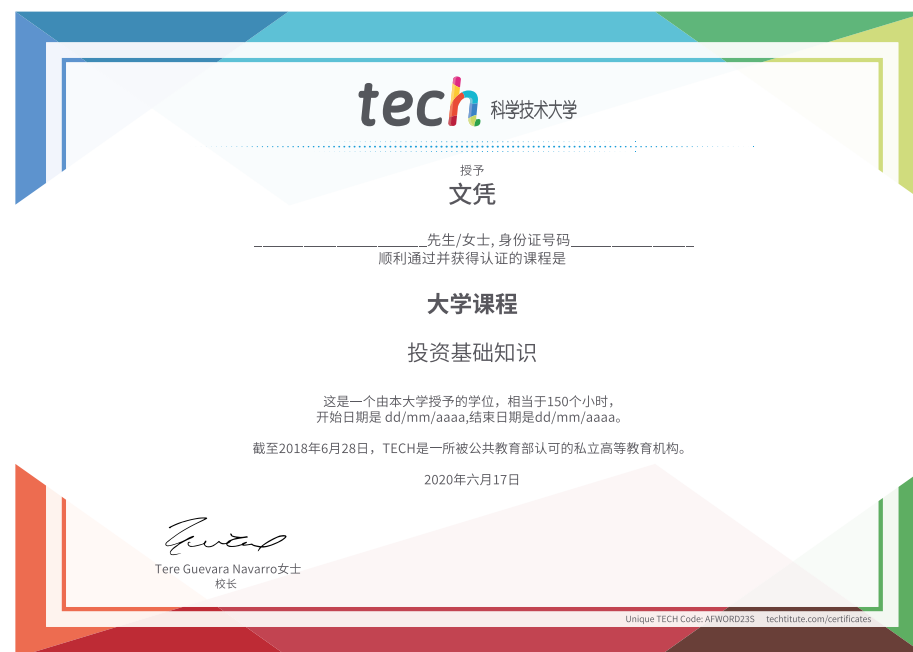 tech 科学技术大学
授予
文凭
______________________先生/女士, 身份证号码________________
顺利通过并获得认证的课程是
大学课程
投资基础知识
这是一个由本大学授予的学位，相当于150个小时，
开始日期是 dd/mm/aaaa,结束日期是dd/mm/aaaa。
截至2018年6月28日，TECH是一所被公共教育部认可的私立高等教育机构。
2020年六月17日
Tere Guevara Navarro女士
校长
Unique TECH Code: AFWORD23S techtitute.com/certificates